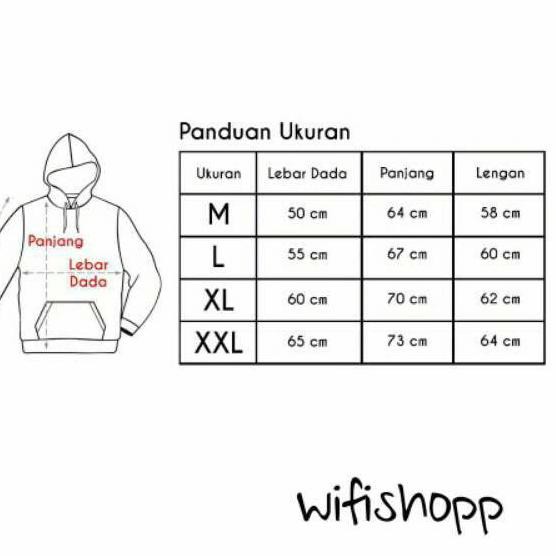 Panduan Ukuran
Ukuran Lebar Dada Panjang Lengan
M 50 cm 64 cm 58 cm
L 55 cm 67 cm 60 cm
XL 60 cm 70 cm 62 cm
XXL 65 cm 73 cm 64 cm
Panjang
Lebar
Dada
wifishopp